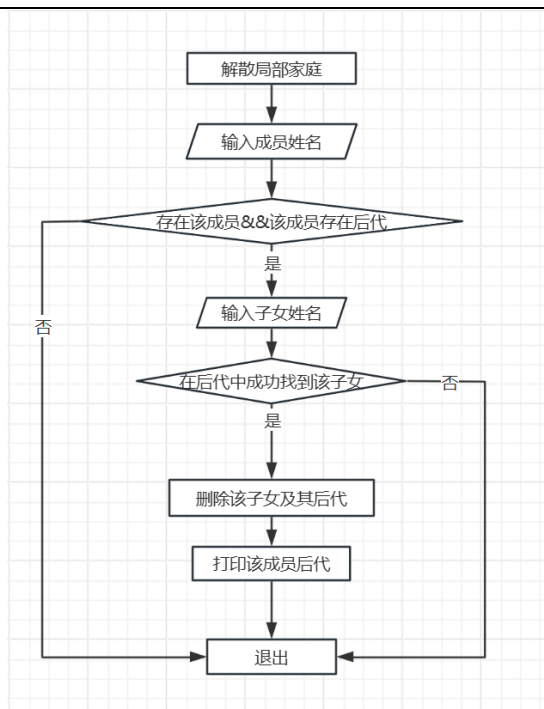 解散局部家庭
输入成员姓名
存在该成员&&该成员存在后代
是
输入子女姓名
否
在后代中成功找到该子女
否
是
删除该子女及其后代
打印该成员后代
退出